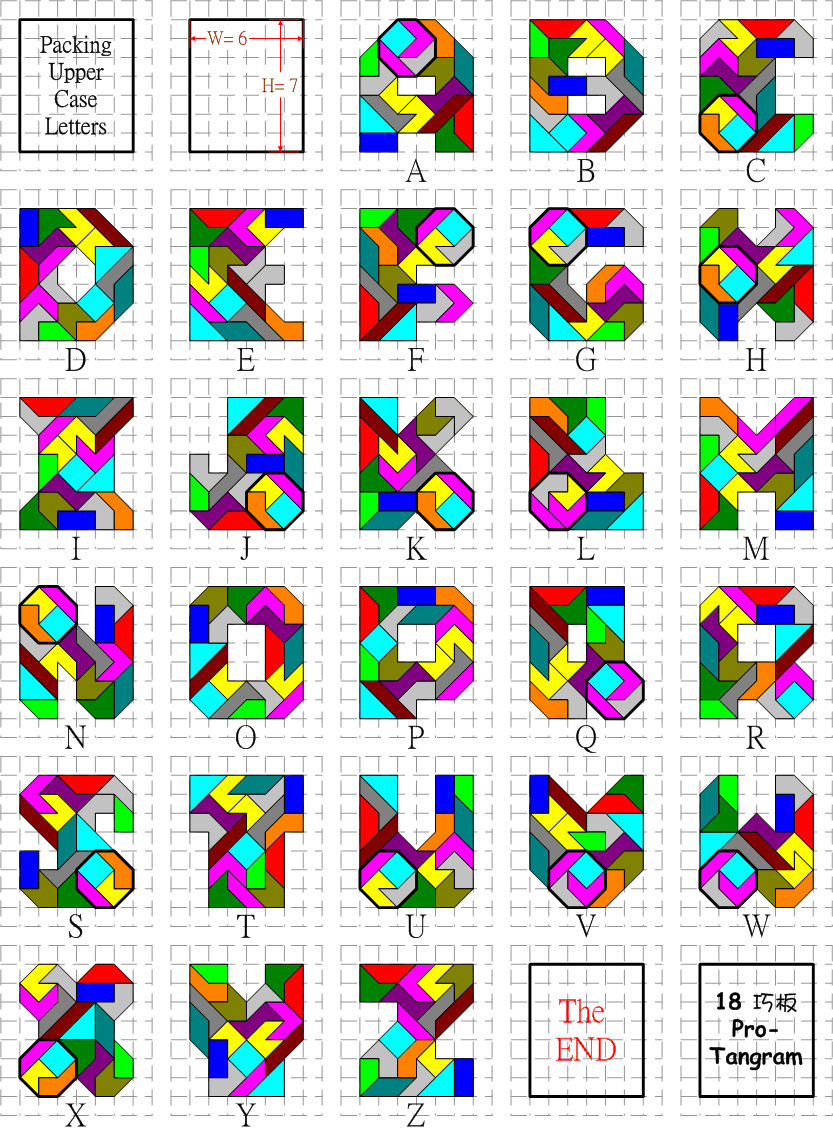 Packing
Upper
Case
Letters
W= 6
H= 7
A
B
C
D
E
F
G
H
I
J
K
L
M
N
O
P
Q
R
S
T
U
V
W
X
Y
Z
The
END
18 巧板
Pro-
Tangram